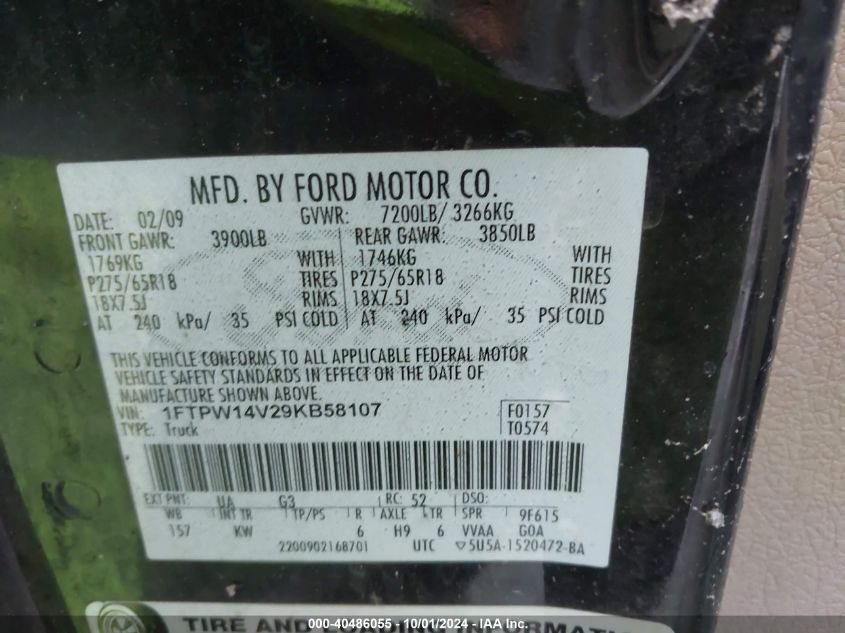 MFD. BY FORD MOTOR CO.
DATE: 02/09 GVWR: 7200LB/ 3266KG
FRONT GAWR: 3900LB REAR GAWR: 3850LB
1769KG WITH 1746KG WITH
P275/65R18 TIRES P275/65R18 TIRES
18X7.5J RIMS 18X7.5J RIMS
AT 240 kPa/ 35 PSI COLD AT 240 kPa/ 35 PSI COLD
THIS VEHICLE CONFORMS TO ALL APPLICABLE FEDERAL MOTOR
VEHICLE SAFETY STANDARDS IN EFFECT ON THE DATE OF
MANUFACTURE SHOWN ABOVE.
VIN: 1FTPW14V29KB58107 F0157
TYPE: Truck T0574
EXT PNT: UA G3 RC: 52 DSO:
WB INT TR TP/PS R AXLE TR SPR 9F615
157 KW 6 H9 6 VVAA GOA
2200902168701 UTC ▽5U5A-1520472-BA
TIRE AND LOADING INFORMATI
000-40486055 - 10/01/2024 - IAA Inc.